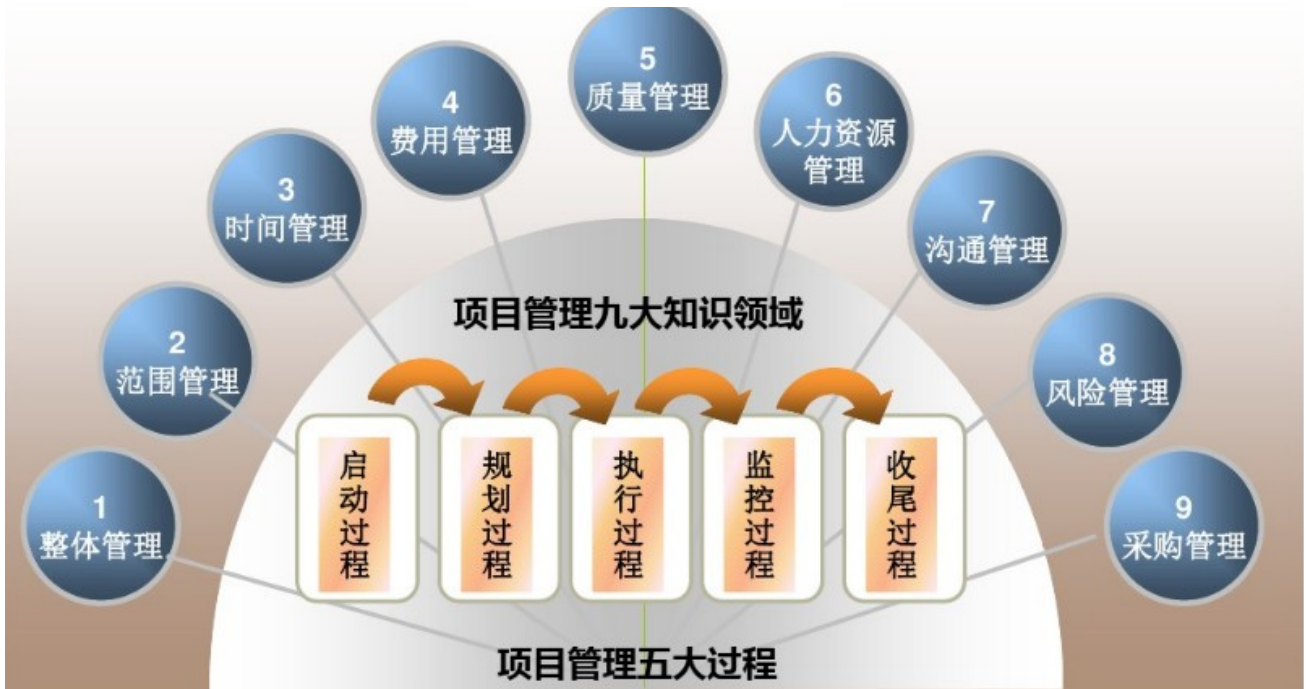 1
整体管理
2
范围管理
3
时间管理
4
费用管理
5
质量管理
6
人力资源
管理
7
沟通管理
8
风险管理
9
采购管理
项目管理九大知识领域
启动过程
规划过程
执行过程
监控过程
收尾过程
项目管理五大过程